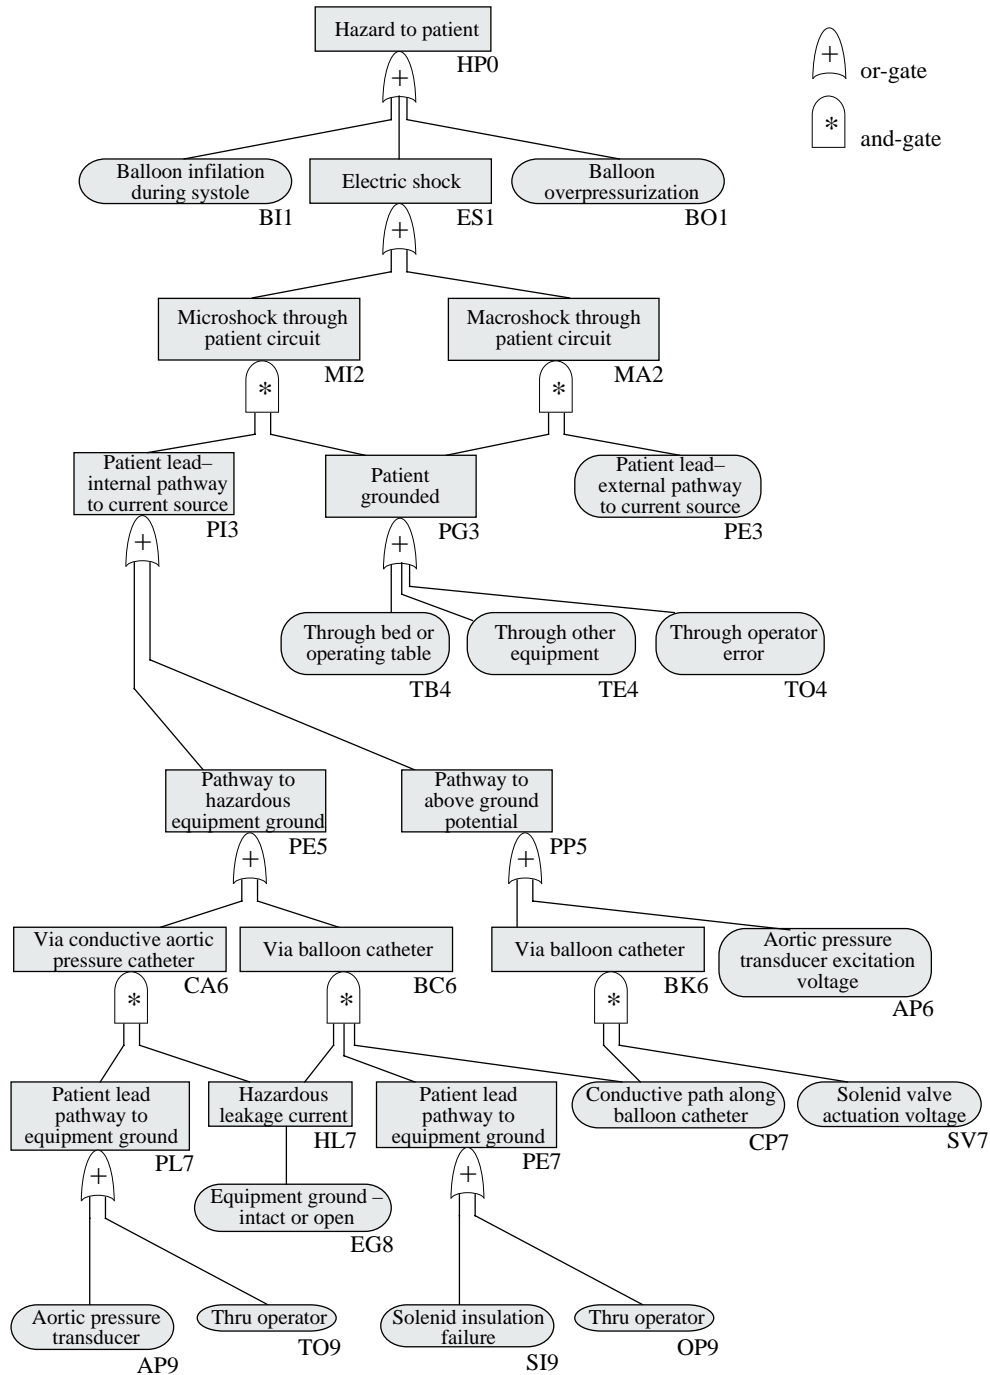 Hazard to patient
HP0
+
+
or-gate
*
and-gate
Balloon infilation
during systole
BI1
Electric shock
ES1
Balloon
overpressurization
BO1
+
Microshock through
patient circuit
MI2
Macroshock through
patient circuit
MA2
*
*
Patient lead–
internal pathway
to current source
PI3
Patient
grounded
PG3
Patient lead–
external pathway
to current source
PE3
+
+
Through bed or
operating table
TB4
Through other
equipment
TE4
Through operator
error
TO4
Pathway to
hazardous
equipment ground
PE5
Pathway to
above ground
potential
PP5
+
+
Via conductive aortic
pressure catheter
CA6
Via balloon catheter
BC6
Via balloon catheter
BK6
Aortic pressure
transducer excitation
voltage
AP6
*
*
*
Patient lead
pathway to
equipment ground
PL7
Hazardous
leakage current
HL7
Patient lead
pathway to
equipment ground
PE7
Conductive path along
balloon catheter
CP7
Solenid valve
actuation voltage
SV7
+
+
Equipment ground –
intact or open
EG8
Aortic pressure
transducer
AP9
Thru operator
TO9
Solenid insulation
failure
SI9
Thru operator
OP9